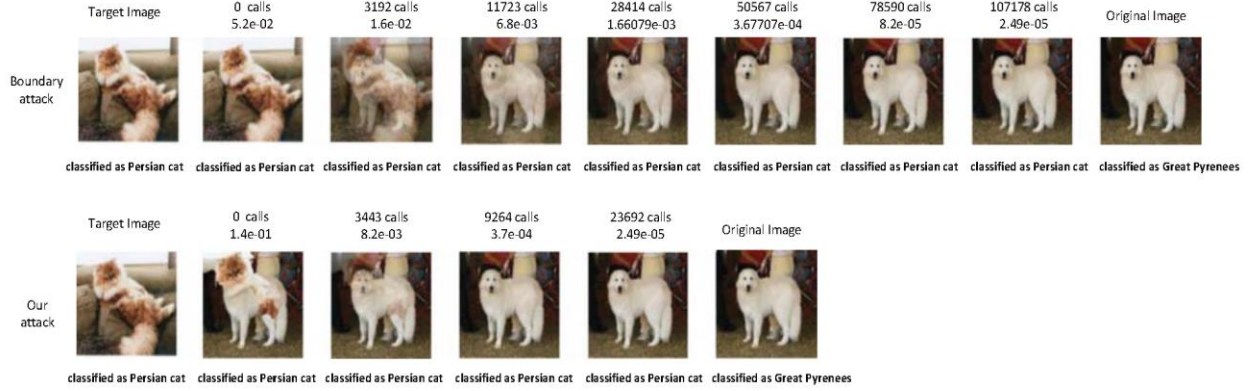 Target Image 0 calls 3192 calls 11723 calls 28414 calls 50567 calls 78590 calls 107178 calls Original Image
5.2e-02 1.6e-02 6.8e-03 1.66079e-03 3.67707e-04 8.2e-05 2.49e-05
Boundary
attack
classified as Persian cat classified as Persian cat classified as Persian cat classified as Persian cat classified as Persian cat classified as Persian cat classified as Persian cat classified as Persian cat classified as Great Pyrenees
Target Image 0 calls 3443 calls 9264 calls 23692 calls Original Image
1.4e-01 8.2e-03 3.7e-04 2.49e-05
Our
attack
classified as Persian cat classified as Persian cat classified as Persian cat classified as Persian cat classified as Persian cat classified as Great Pyrenees